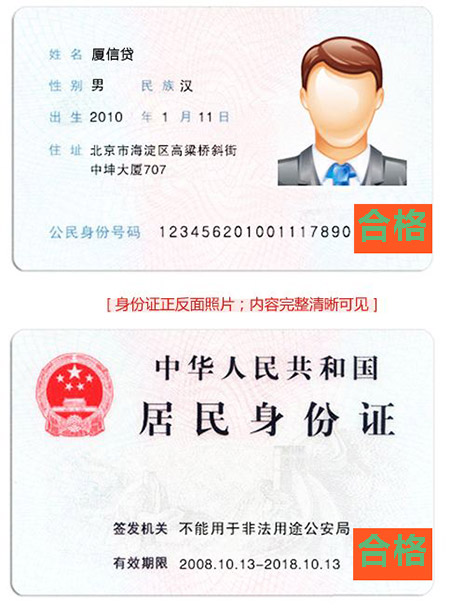 姓名 厦信贷
性别 男 民族 汉
出生 2010 年 1 月 11 日
住址 北京市海淀区高粱桥斜街
中坤大厦707
公民身份号码 123456201001117890
合格
[ 身份证正反面照片；内容完整清晰可见 ]
中华人民共和国
居民身份证
签发机关 不能用于非法用途公安局
有效期限 2008.10.13-2018.10.13
合格